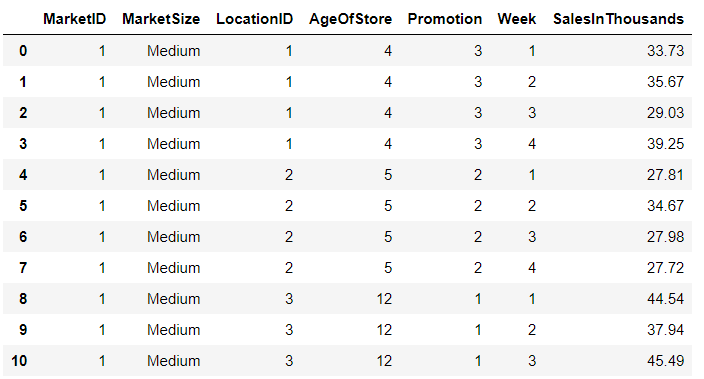 MarketID MarketSize LocationID AgeOfStore Promotion Week SalesInThousands
0 1 Medium 1 4 3 1 33.73
1 1 Medium 1 4 3 2 35.67
2 1 Medium 1 4 3 3 29.03
3 1 Medium 1 4 3 4 39.25
4 1 Medium 2 5 2 1 27.81
5 1 Medium 2 5 2 2 34.67
6 1 Medium 2 5 2 3 27.98
7 1 Medium 2 5 2 4 27.72
8 1 Medium 3 12 1 1 44.54
9 1 Medium 3 12 1 2 37.94
10 1 Medium 3 12 1 3 45.49